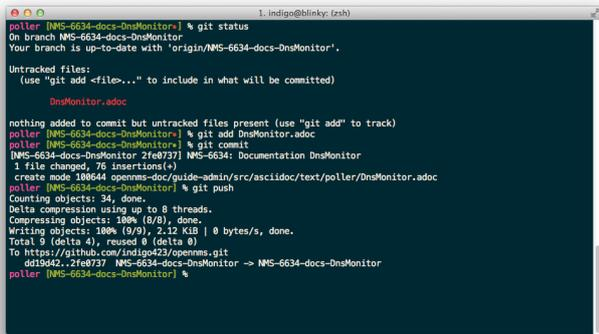 1. indigo@blinky: (zsh)
poller [NMS-6634-docs-DnsMonitor*] % git status
On branch NMS-6634-docs-DnsMonitor
Your branch is up-to-date with 'origin/NMS-6634-docs-DnsMonitor'.
Untracked files:
(use "git add <file>..." to include in what will be committed)
DnsMonitor.adoc
nothing added to commit but untracked files present (use "git add" to track)
poller [NMS-6634-docs-DnsMonitor*] % git add DnsMonitor.adoc
poller [NMS-6634-docs-DnsMonitor*] % git commit
[NMS-6634-docs-DnsMonitor 2fe0737] NMS-6634: Documentation DnsMonitor
1 file changed, 76 insertions(+)
create mode 100644 opennms-doc/guide-admin/src/asciidoc/text/poller/DnsMonitor.adoc
poller [NMS-6634-docs-DnsMonitor] % git push
Counting objects: 34, done.
Delta compression using up to 8 threads.
Compressing objects: 100% (8/8), done.
Writing objects: 100% (9/9), 2.12 KiB | 0 bytes/s, done.
Total 9 (delta 4), reused 0 (delta 0)
To https://github.com/indigo423/opennms.git
dd19d42..2fe0737 NMS-6634-docs-DnsMonitor -> NMS-6634-docs-DnsMonitor
poller [NMS-6634-docs-DnsMonitor] %